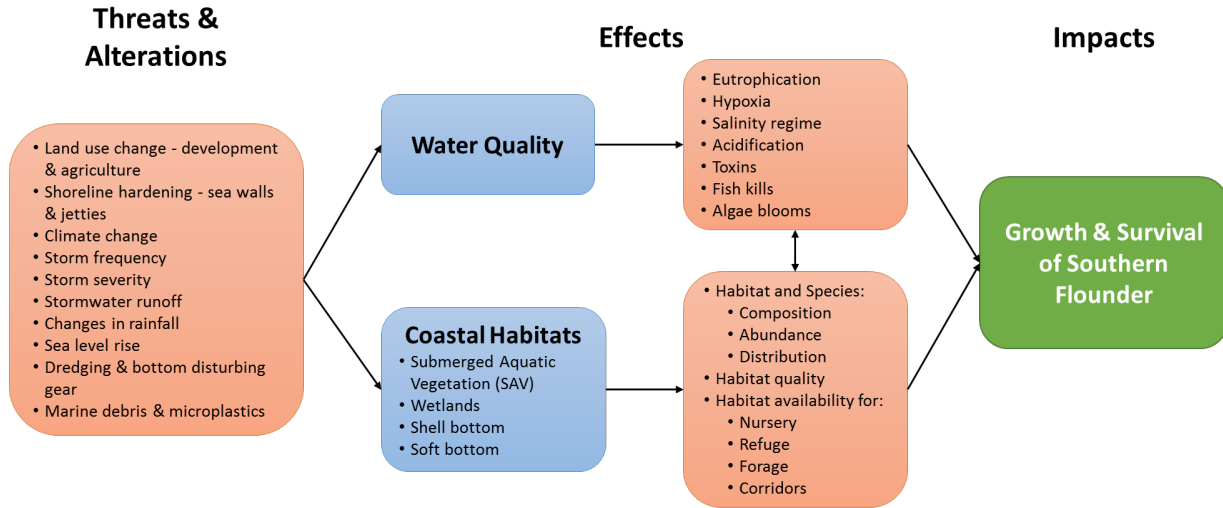 Threats &
Alterations
Effects
Impacts
• Land use change - development
& agriculture
• Shoreline hardening - sea walls
& jetties
• Climate change
• Storm frequency
• Storm severity
• Stormwater runoff
• Changes in rainfall
• Sea level rise
• Dredging & bottom disturbing
gear
• Marine debris & microplastics
Water Quality
Coastal Habitats
• Submerged Aquatic
Vegetation (SAV)
• Wetlands
• Shell bottom
• Soft bottom
• Eutrophication
• Hypoxia
• Salinity regime
• Acidification
• Toxins
• Fish kills
• Algae blooms
• Habitat and Species:
• Composition
• Abundance
• Distribution
• Habitat quality
• Habitat availability for:
• Nursery
• Refuge
• Forage
• Corridors
Growth & Survival
of Southern
Flounder